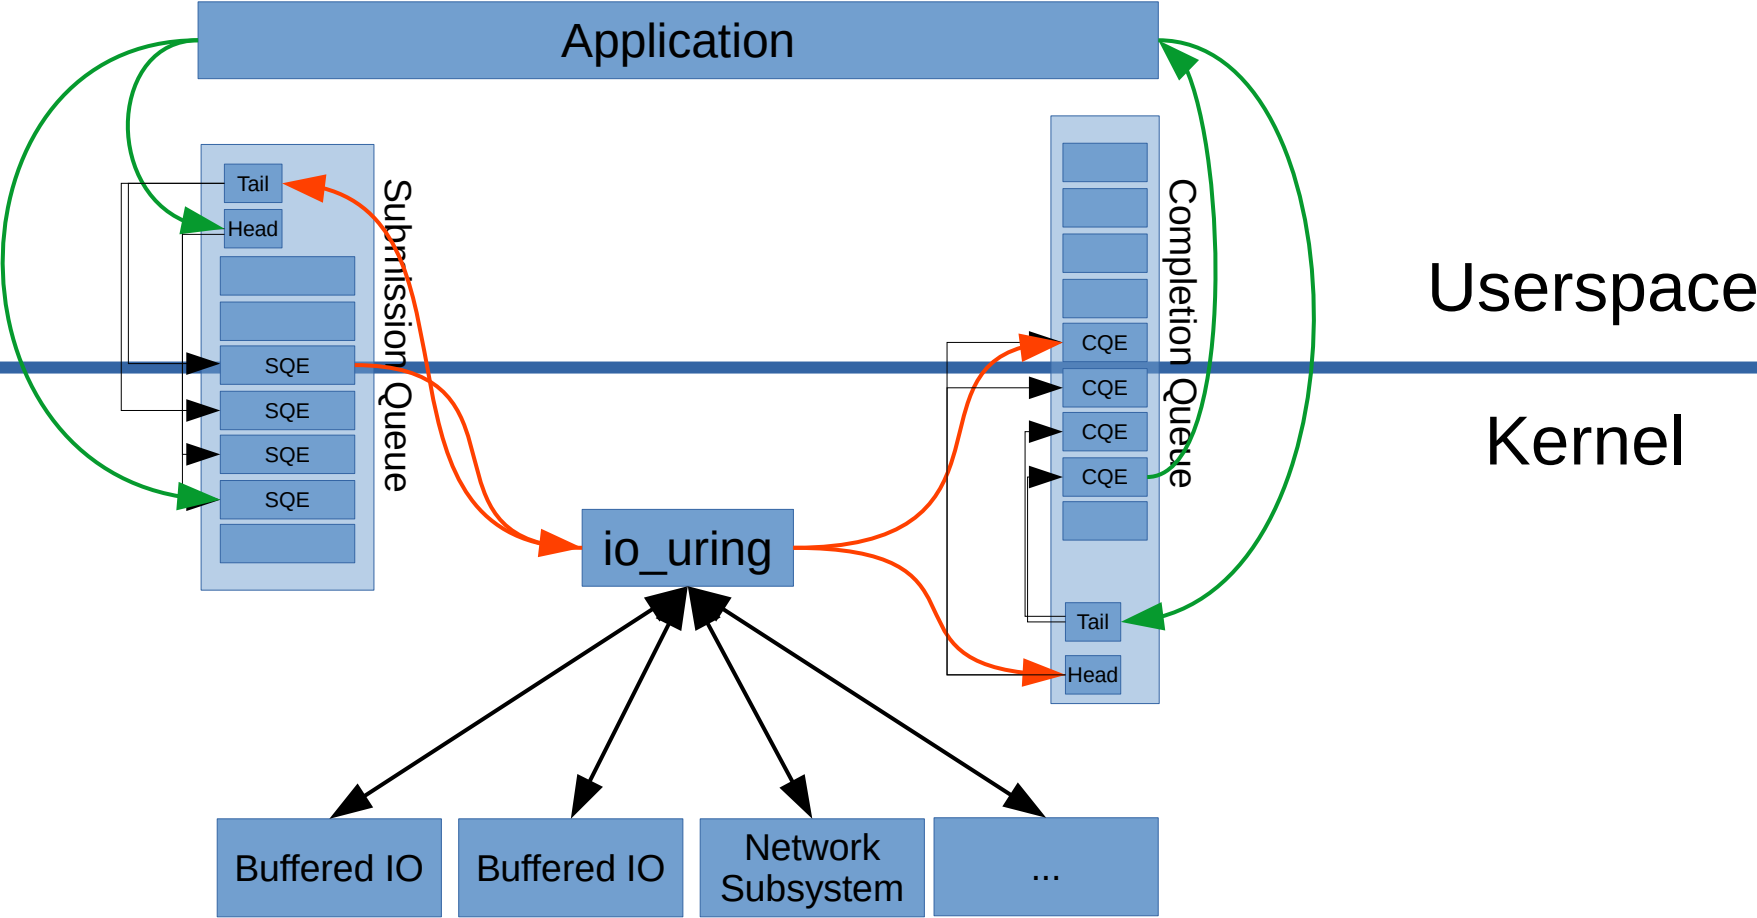 Application
Tail
Head
SQE
SQE
SQE
SQE
Submission Queue
CQE
CQE
CQE
CQE
Tail
Head
Completion Queue
Userspace
Kernel
io_uring
Buffered IO
Buffered IO
Network
Subsystem
...